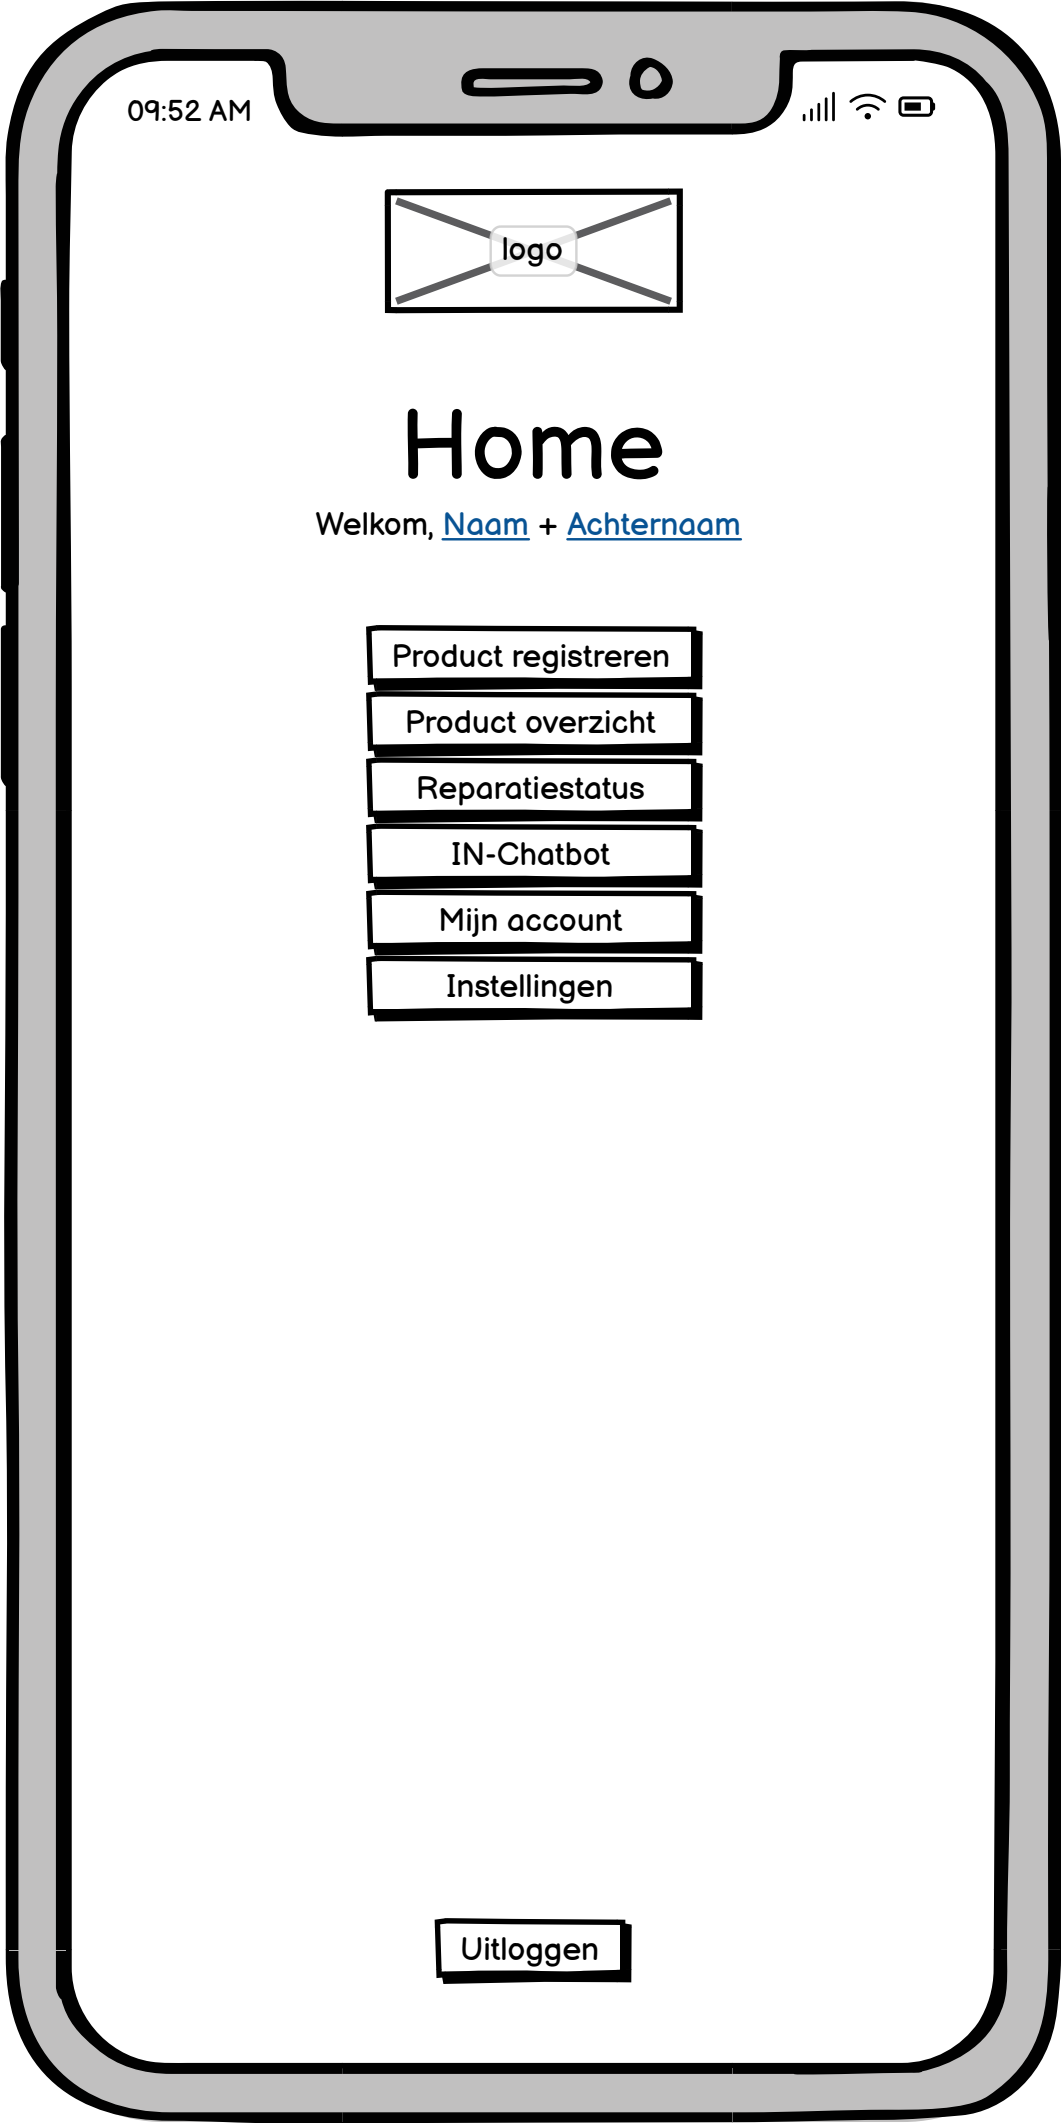 09:52 AM
logo
Home
Welkom, Naam + Achternaam
Product registreren
Product overzicht
Reparatiestatus
IN-Chatbot
Mijn account
Instellingen
Uitloggen